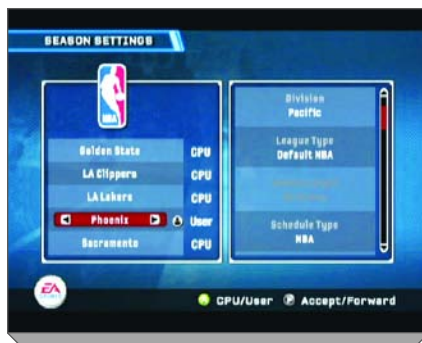 SEASON SETTINGS
NBA
Golden State CPU
LA Clippers CPU
LA Lakers CPU
Phoenix User
Sacramento CPU
Division
Pacific
League Type
Default NBA
Schedule Type
NBA
EA
CPU/User Accept/Forward